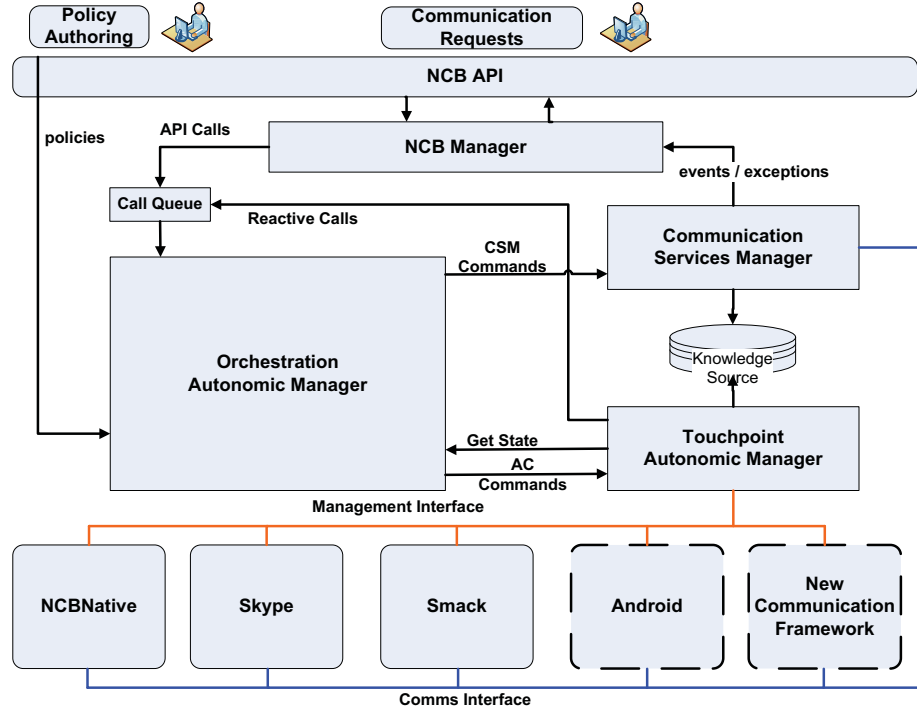 Policy
Authoring
Communication
Requests
NCB API
policies
API Calls
NCB Manager
events / exceptions
Call Queue
Reactive Calls
CSM
Commands
Communication
Services Manager
Orchestration
Autonomic Manager
Knowledge
Source
Get State
AC
Commands
Touchpoint
Autonomic Manager
Management Interface
NCBNative
Skype
Smack
Android
New
Communication
Framework
Comms Interface